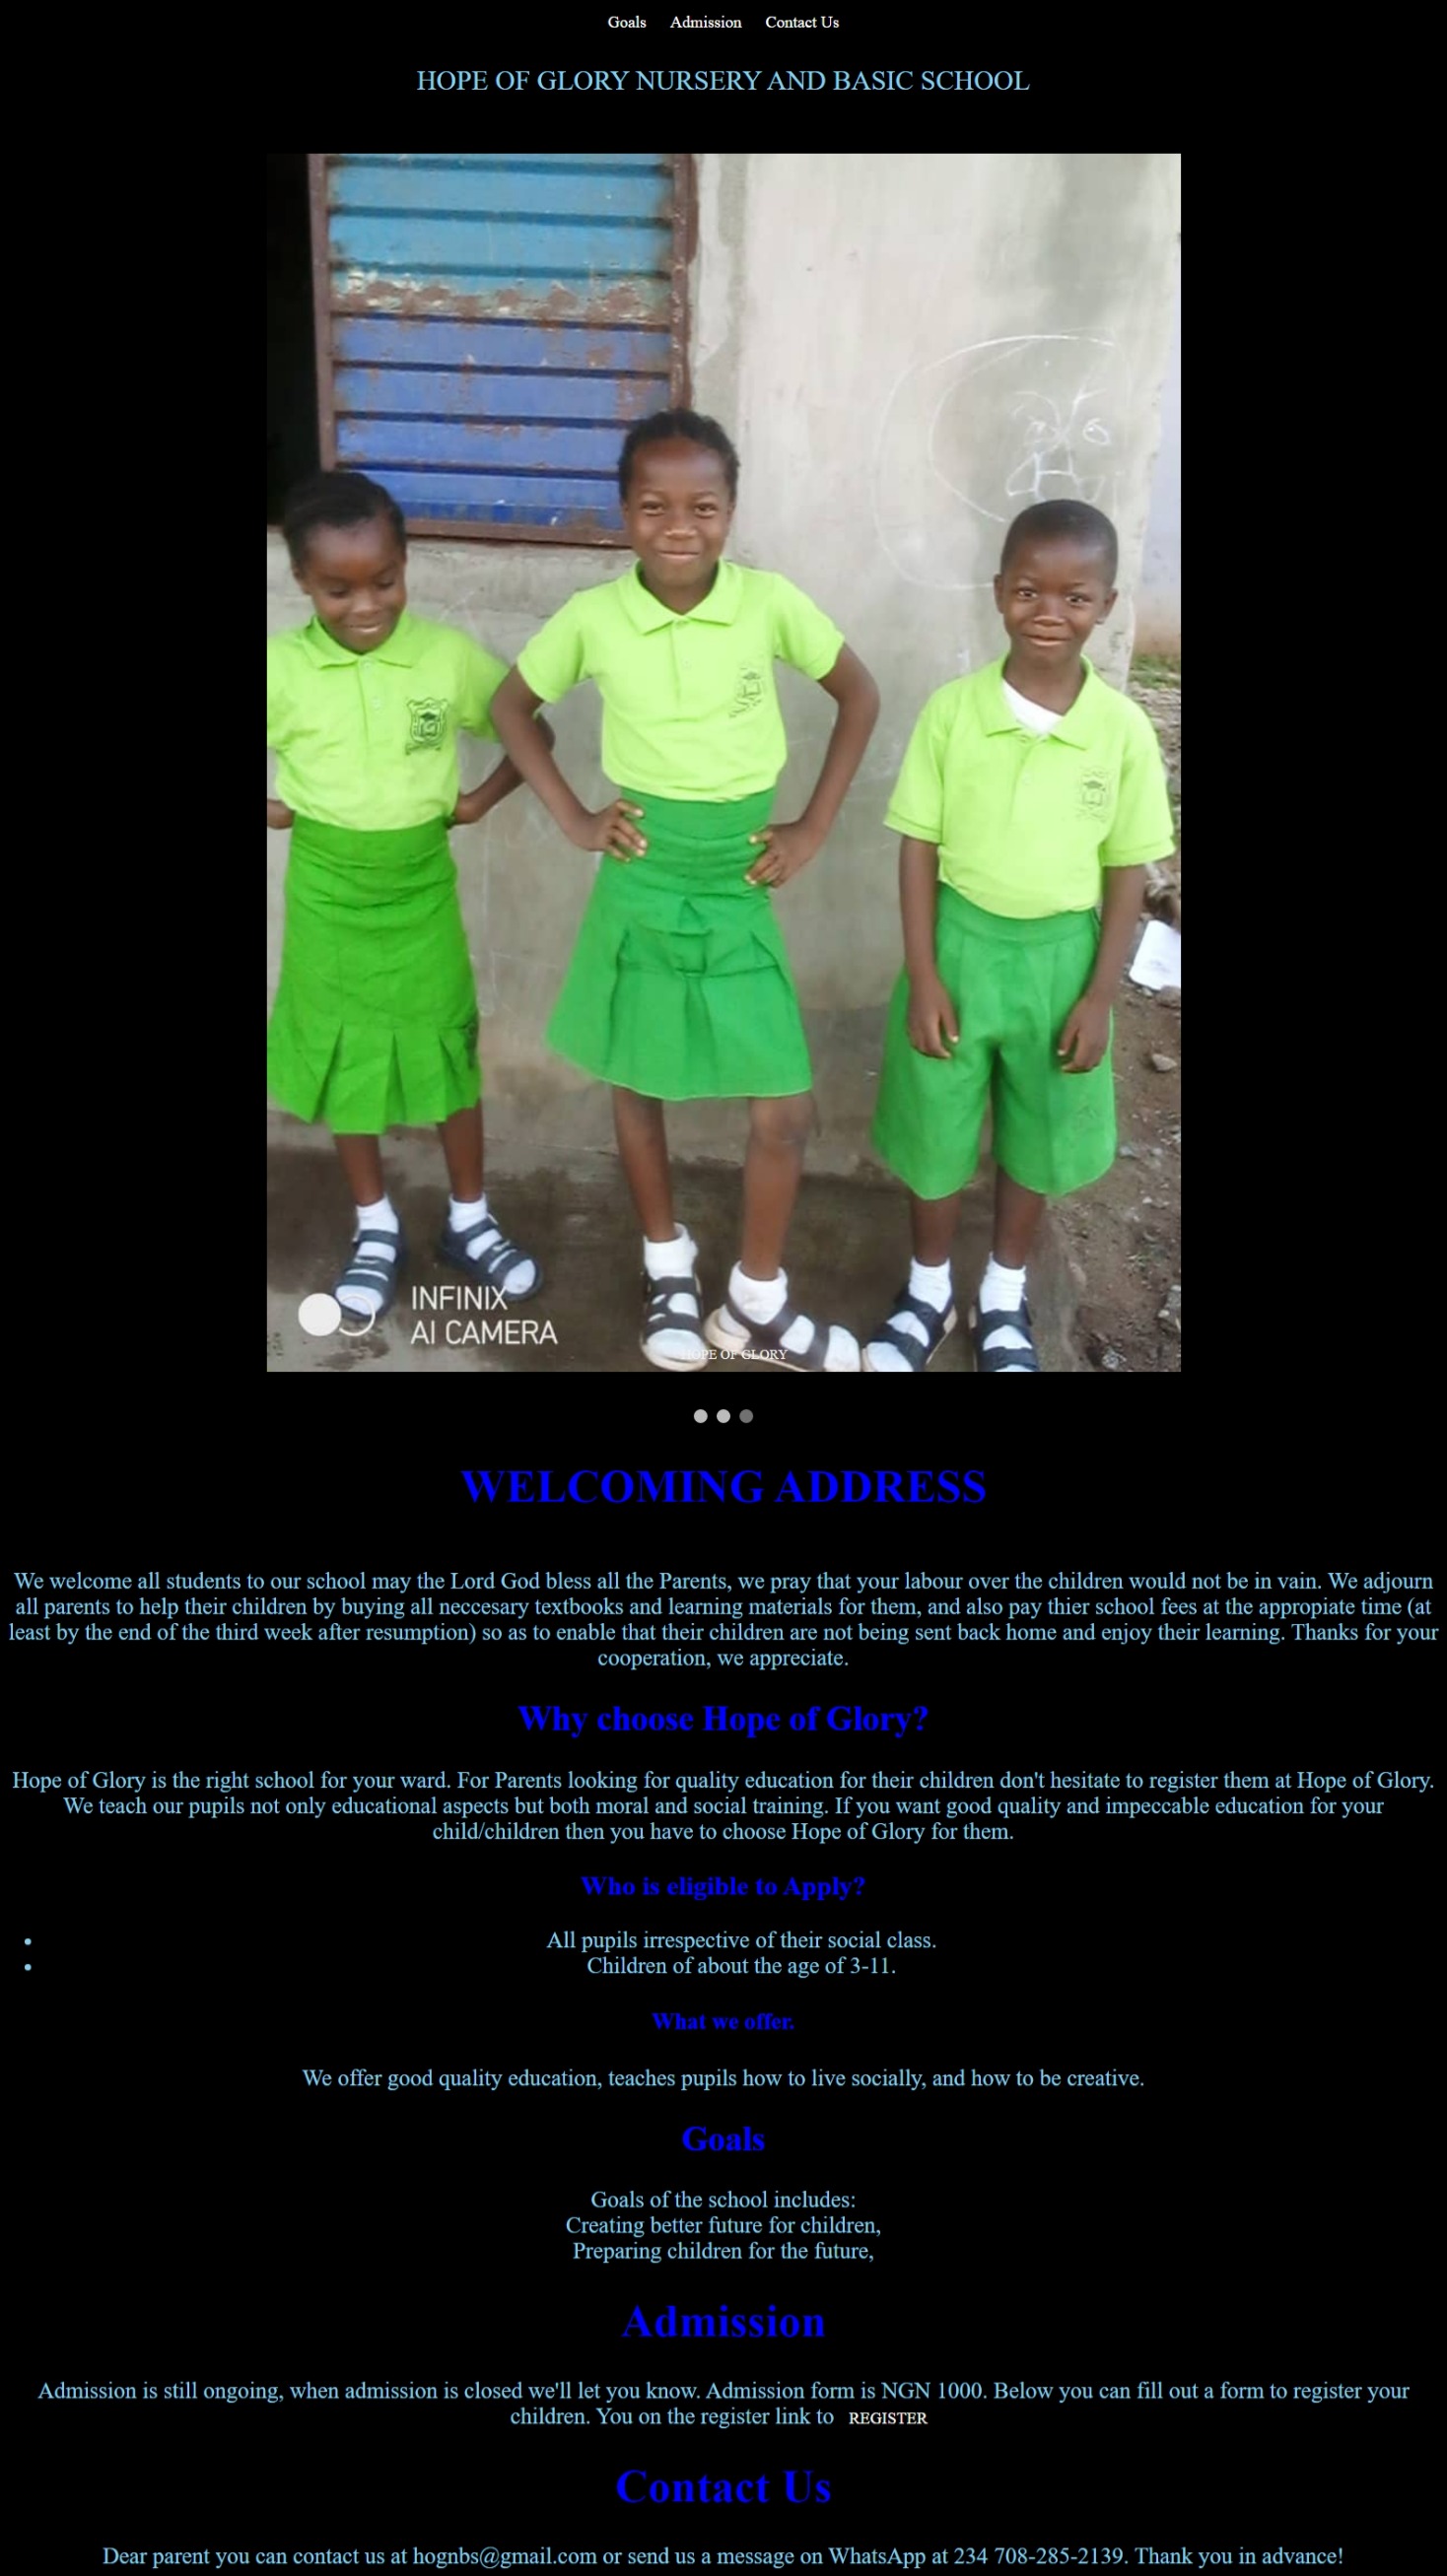 Goals Admission Contact Us
HOPE OF GLORY NURSERY AND BASIC SCHOOL
INFINIX
AI CAMERA
HOPE OF GLORY
WELCOMING ADDRESS
We welcome all students to our school may the Lord God bless all the Parents, we pray that your labour over the children would not be in vain. We adjourn
all parents to help their children by buying all neccesary textbooks and learning materials for them, and also pay thier school fees at the appropiate time (at
least by the end of the third week after resumption) so as to enable that their children are not being sent back home and enjoy their learning. Thanks for your
cooperation, we appreciate.
Why choose Hope of Glory?
Hope of Glory is the right school for your ward. For Parents looking for quality education for their children don't hesitate to register them at Hope of Glory.
We teach our pupils not only educational aspects but both moral and social training. If you want good quality and impeccable education for your
child/children then you have to choose Hope of Glory for them.
Who is eligible to Apply?
• All pupils irrespective of their social class.
• Children of about the age of 3-11.
What we offer.
We offer good quality education, teaches pupils how to live socially, and how to be creative.
Goals
Goals of the school includes:
Creating better future for children,
Preparing children for the future,
Admission
Admission is still ongoing, when admission is closed we'll let you know. Admission form is NGN 1000. Below you can fill out a form to register your
children. You on the register link to REGISTER
Contact Us
Dear parent you can contact us at hognbs@gmail.com or send us a message on WhatsApp at 234 708-285-2139. Thank you in advance!